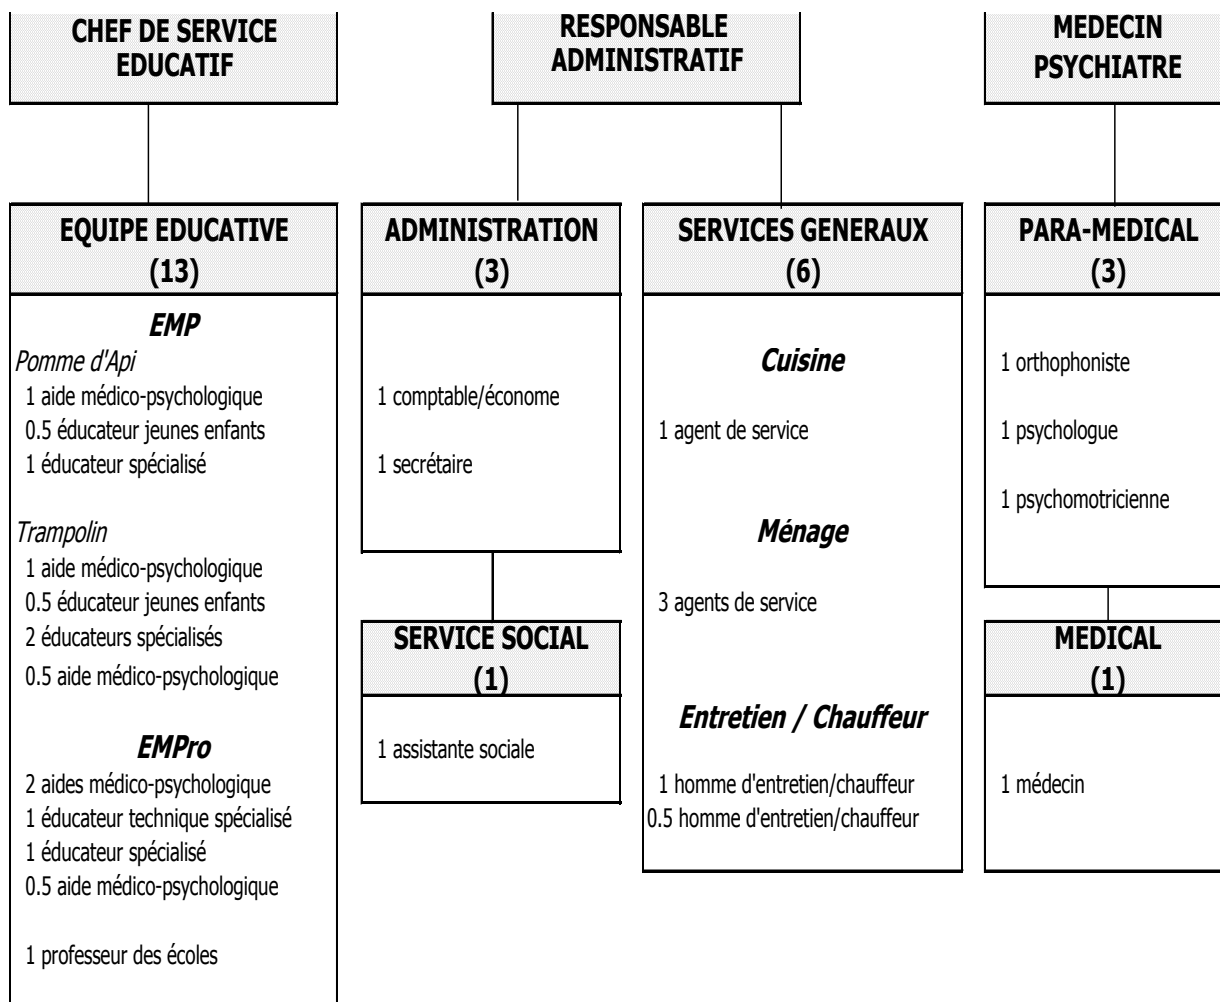 CHEF DE SERVICE
EDUCATIF
RESPONSABLE
ADMINISTRATIF
MEDECIN
PSYCHIATRE
EQUIPE EDUCATIVE
(13)
EMP
Pomme d'Api
1 aide médico-psychologique
0.5 éducateur jeunes enfants
1 éducateur spécialisé
Trampolin
1 aide médico-psychologique
0.5 éducateur jeunes enfants
2 éducateurs spécialisés
0.5 aide médico-psychologique
EMPro
2 aides médico-psychologique
1 éducateur technique spécialisé
1 éducateur spécialisé
0.5 aide médico-psychologique
1 professeur des écoles
ADMINISTRATION
(3)
1 comptable/économe
1 secrétaire
SERVICE SOCIAL
(1)
1 assistante sociale
SERVICES GENERAUX
(6)
Cuisine
1 agent de service
Ménage
3 agents de service
Entretien / Chauffeur
1 homme d'entretien/chauffeur
0.5 homme d'entretien/chauffeur
PARA-MEDICAL
(3)
1 orthophoniste
1 psychologue
1 psychomotricienne
MEDICAL
(1)
1 médecin